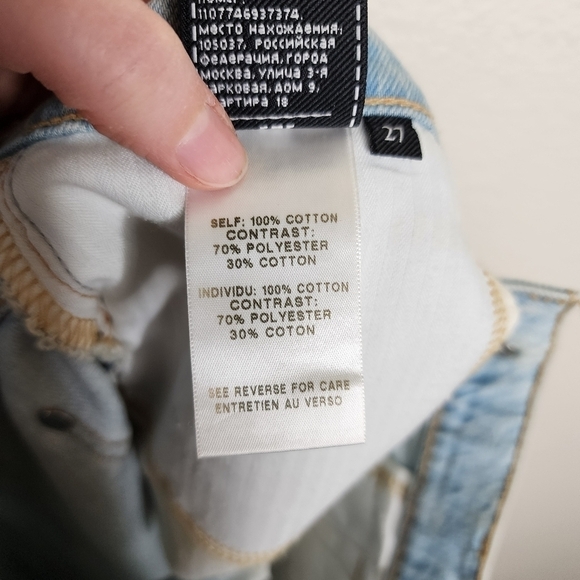 1107746937374.
место нахождения:
105037, российская
федерация, город
москва, улица 3-я
парковая, дом 9,
квартира 18
27
SELF: 100% COTTON
CONTRAST:
70% POLYESTER
30% COTTON
INDIVIDU: 100% COTTON
CONTRAST:
70% POLYESTER
30% COTON
SEE REVERSE FOR CARE
ENTRETIEN AU VERSO